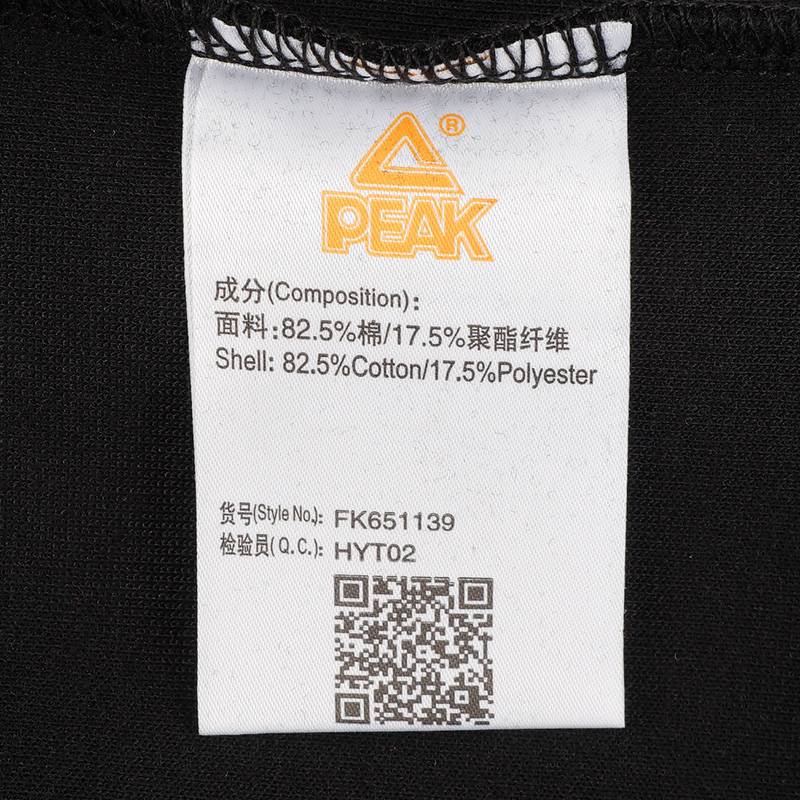 ®
PEAK
成分(Composition):
面料:82.5%棉/17.5%聚酯纤维
Shell: 82.5%Cotton/17.5%Polyester
货号(Style No.): FK651139
检验员(Q.C.): HYT02